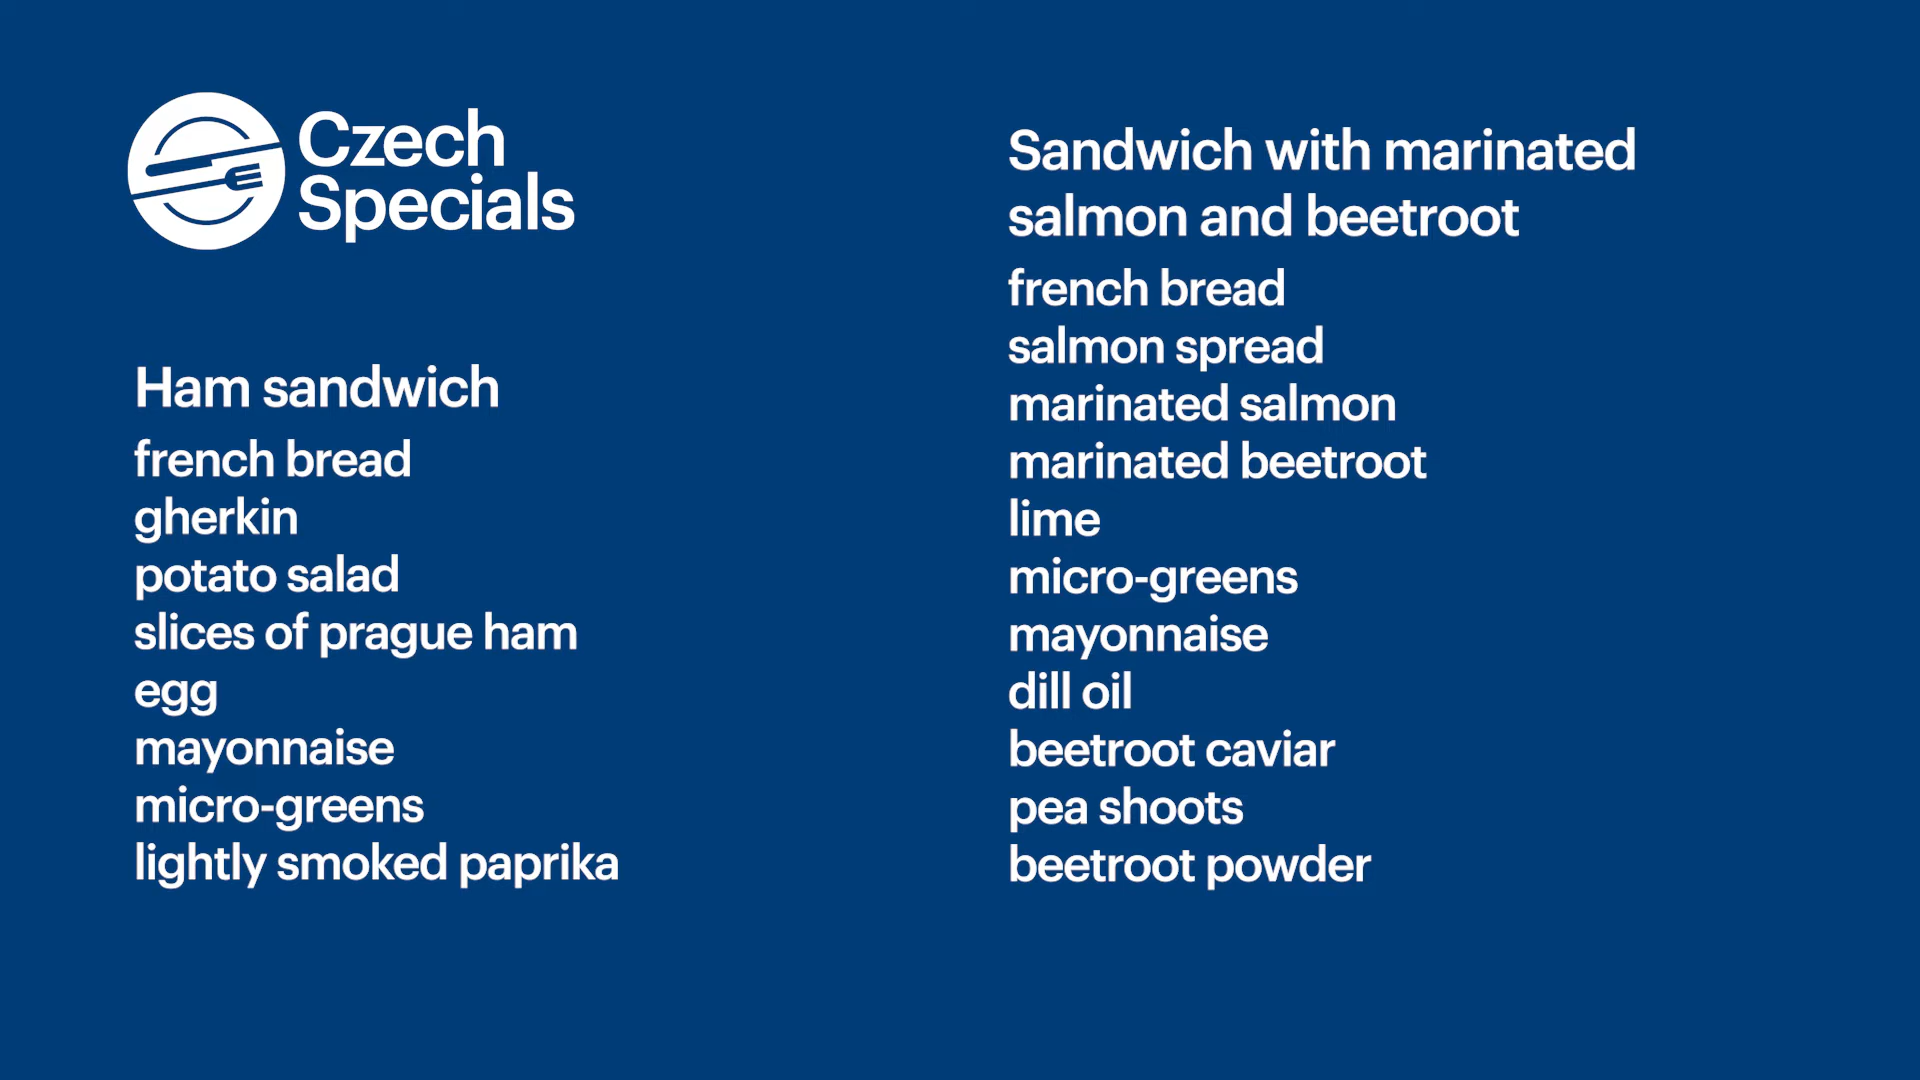 Czech
Specials
Ham sandwich
french bread
gherkin
potato salad
slices of prague ham
egg
mayonnaise
micro-greens
lightly smoked paprika
Sandwich with marinated
salmon and beetroot
french bread
salmon spread
marinated salmon
marinated beetroot
lime
micro-greens
mayonnaise
dill oil
beetroot caviar
pea shoots
beetroot powder